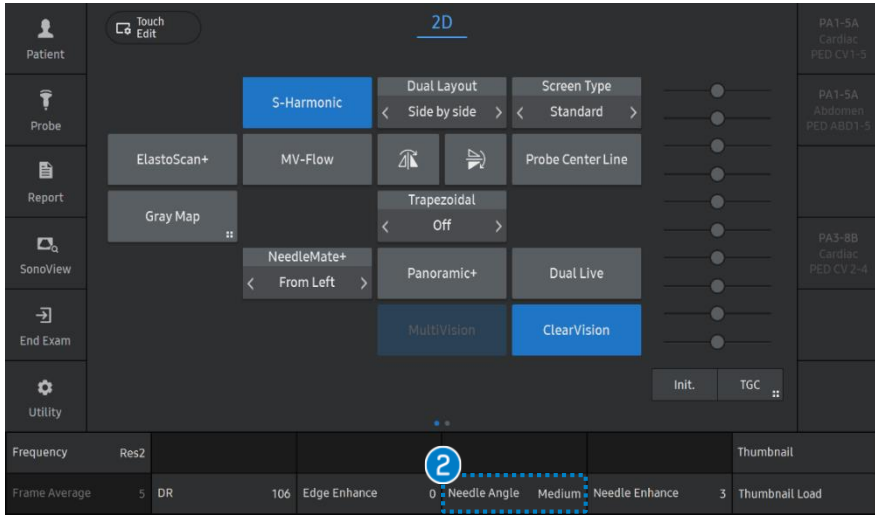 Touch
Edit
2D
Patient
Probe
Report
SonoView
End Exam
Utility
S-Harmonic
Dual Layout
Side by side
Screen Type
Standard
ElastoScan+
MV-Flow
Probe Center Line
Gray Map
Trapezoidal
Off
NeedleMate+
From Left
Panoramic+
Dual Live
MultiVision
ClearVision
Init.
TGC
PA1-5A
Cardiac
PED CV1-5
PA1-5A
Abdomen
PED ABD1-5
PA3-8B
Cardiac
PED CV 2-4
2
Frequency Res2
Thumbnail
Frame Average 5
DR 106
Edge Enhance 0
Needle Angle Medium
Needle Enhance 3
Thumbnail Load